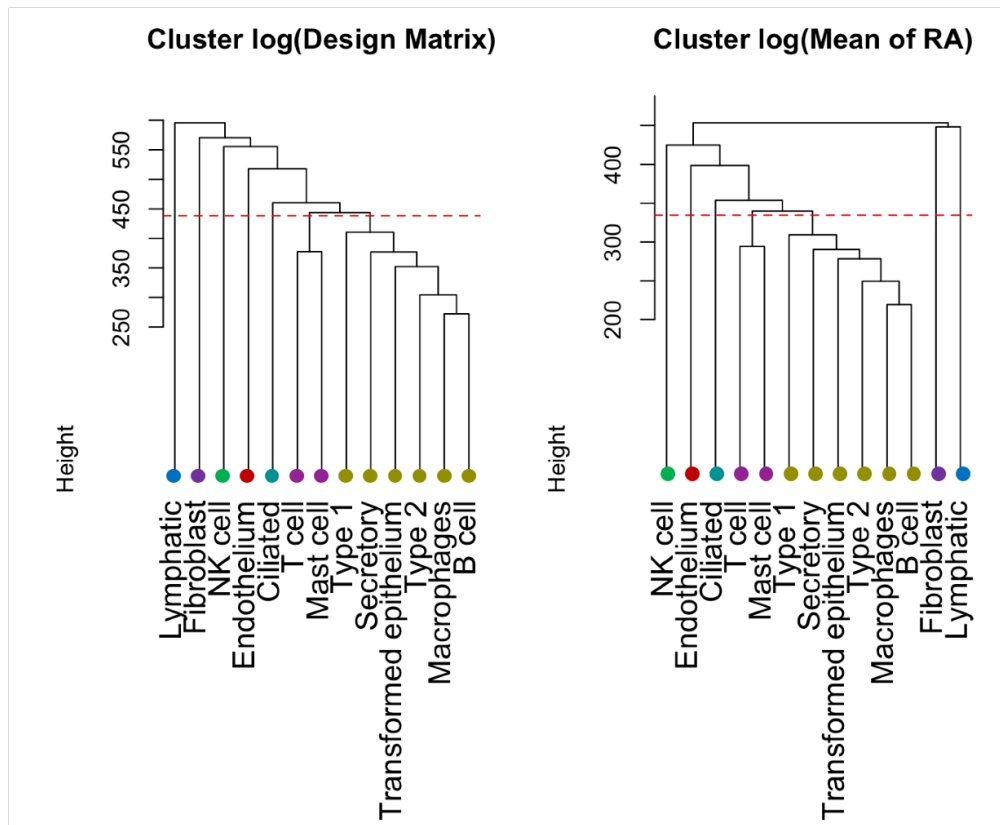 Cluster log(Design Matrix)
550
450
350
250
Height
Lymphatic
Fibroblast
NK cell
Endothelium
Ciliated
T cell
Mast cell
Type 1
Secretory
Transformed epithelium
Type 2
Macrophages
B cell
Cluster log(Mean of RA)
400
300
200
Height
NK cell
Endothelium
Ciliated
T cell
Mast cell
Type 1
Secretory
Transformed epithelium
Type 2
Macrophages
B cell
Fibroblast
Lymphatic